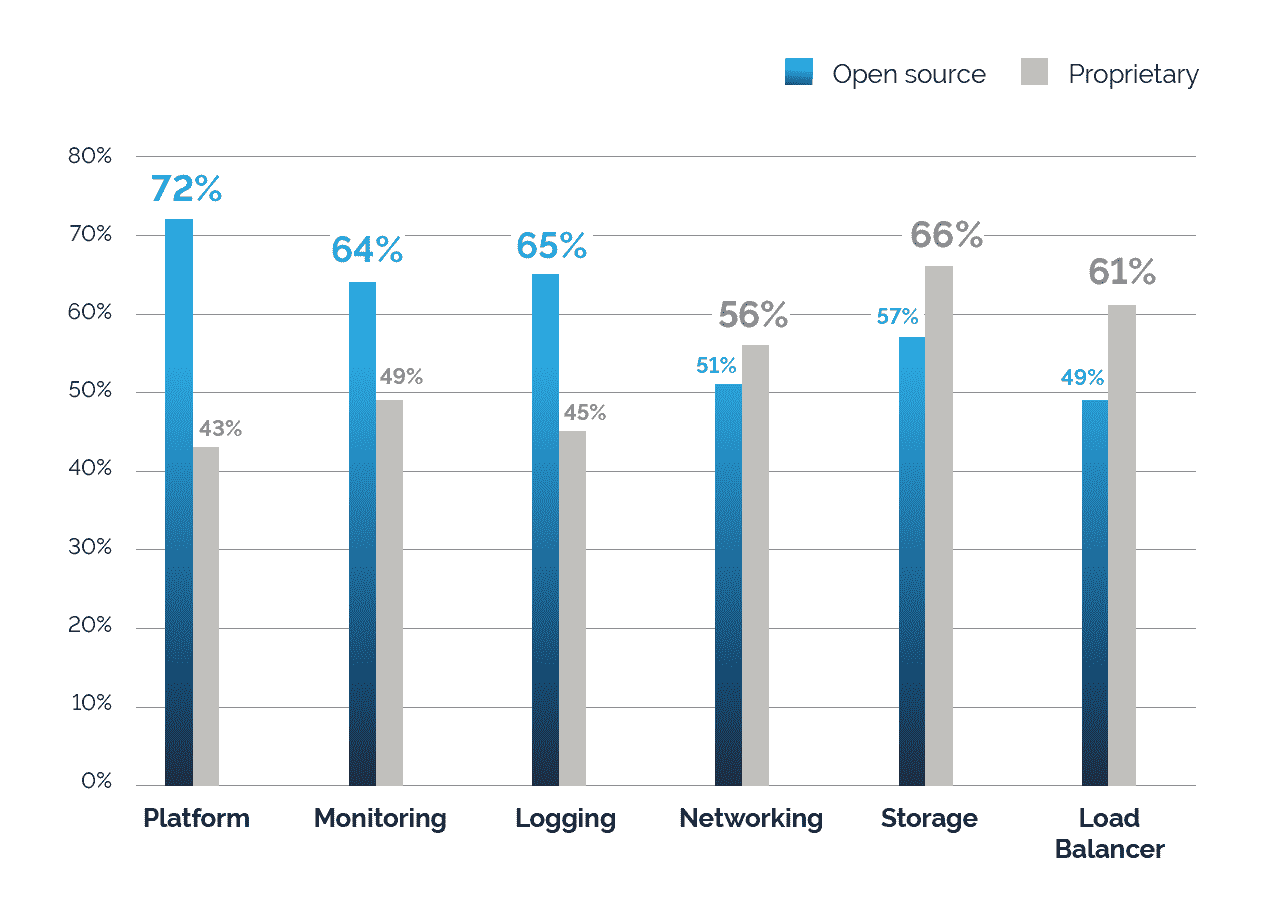 Open source
Proprietary
80%
70%
60%
50%
40%
30%
20%
10%
0%
72%
43%
64%
49%
65%
45%
51%
56%
57%
66%
49%
61%
Platform
Monitoring
Logging
Networking
Storage
Load
Balancer